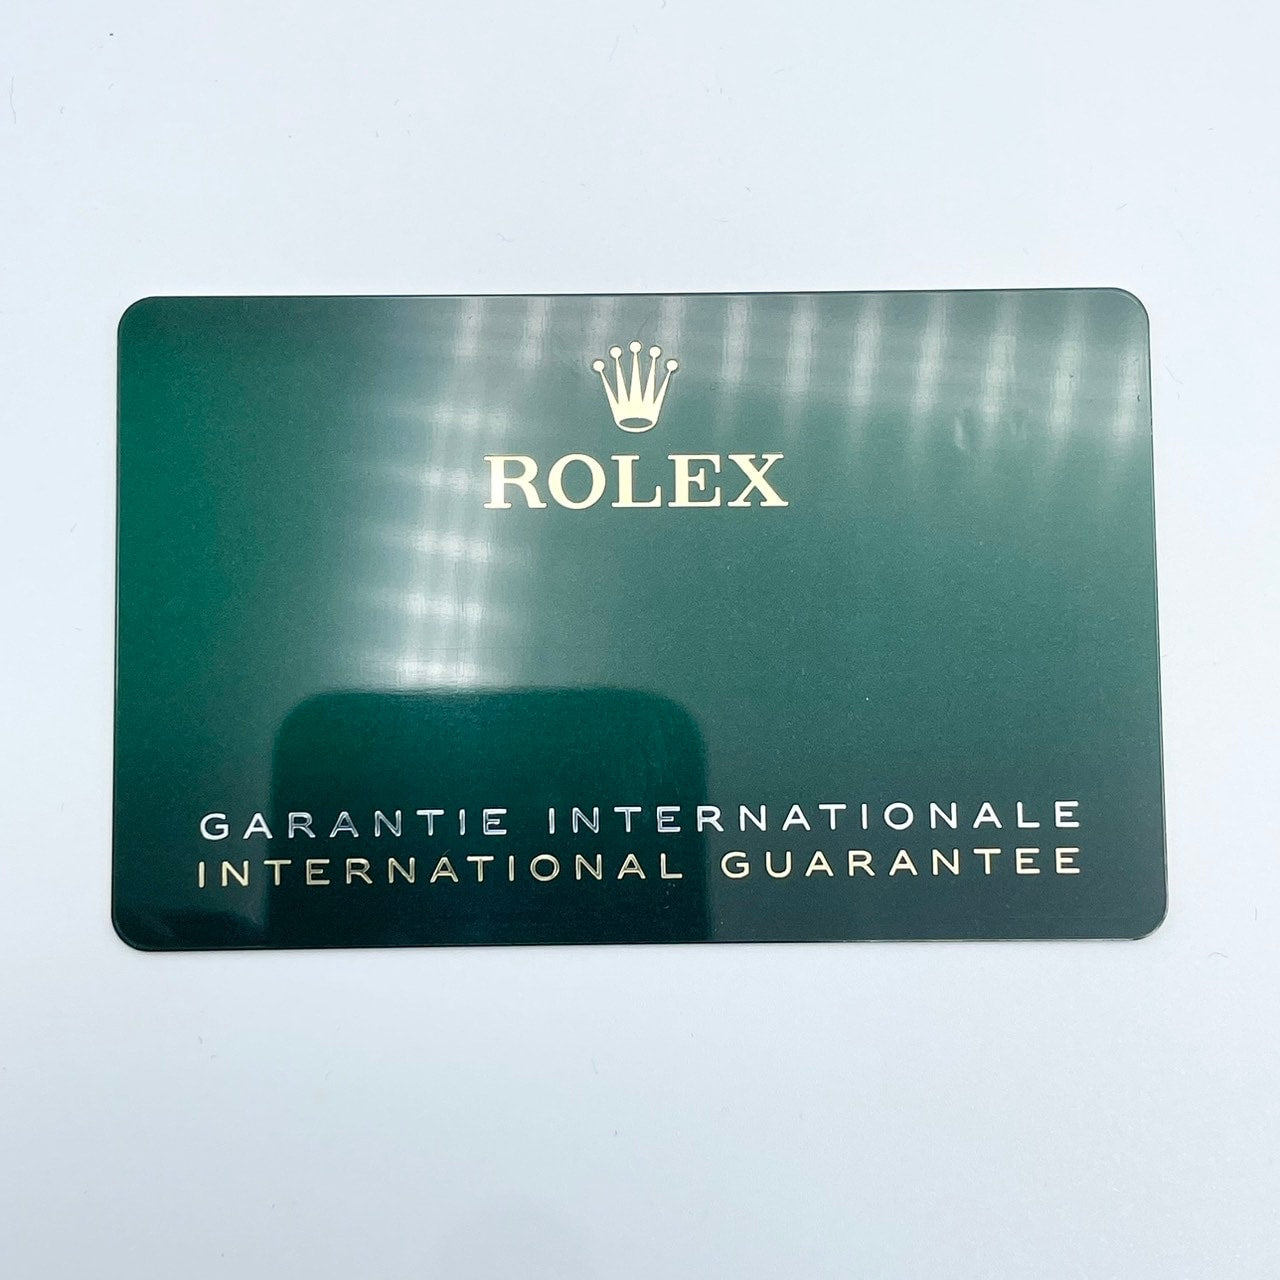 ROLEX
GARANTIE INTERNATIONALE
INTERNATIONAL GUARANTEE